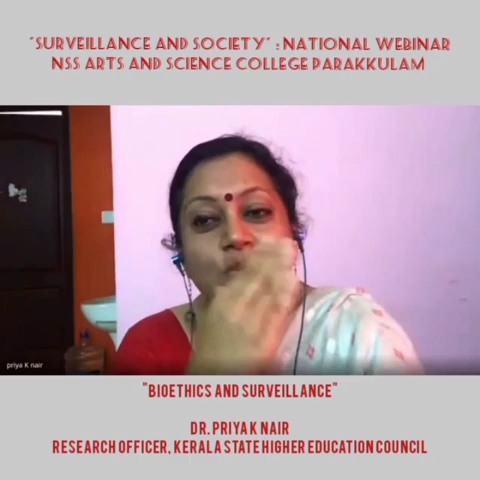 "SURVEILLANCE AND SOCIETY" : NATIONAL WEBINAR
NSS ARTS AND SCIENCE COLLEGE PARAKKULAM
priya K nair
"BIOETHICS AND SURVEILLANCE"
DR. PRIYA K NAIR
RESEARCH OFFICER, KERALA STATE HIGHER EDUCATION COUNCIL